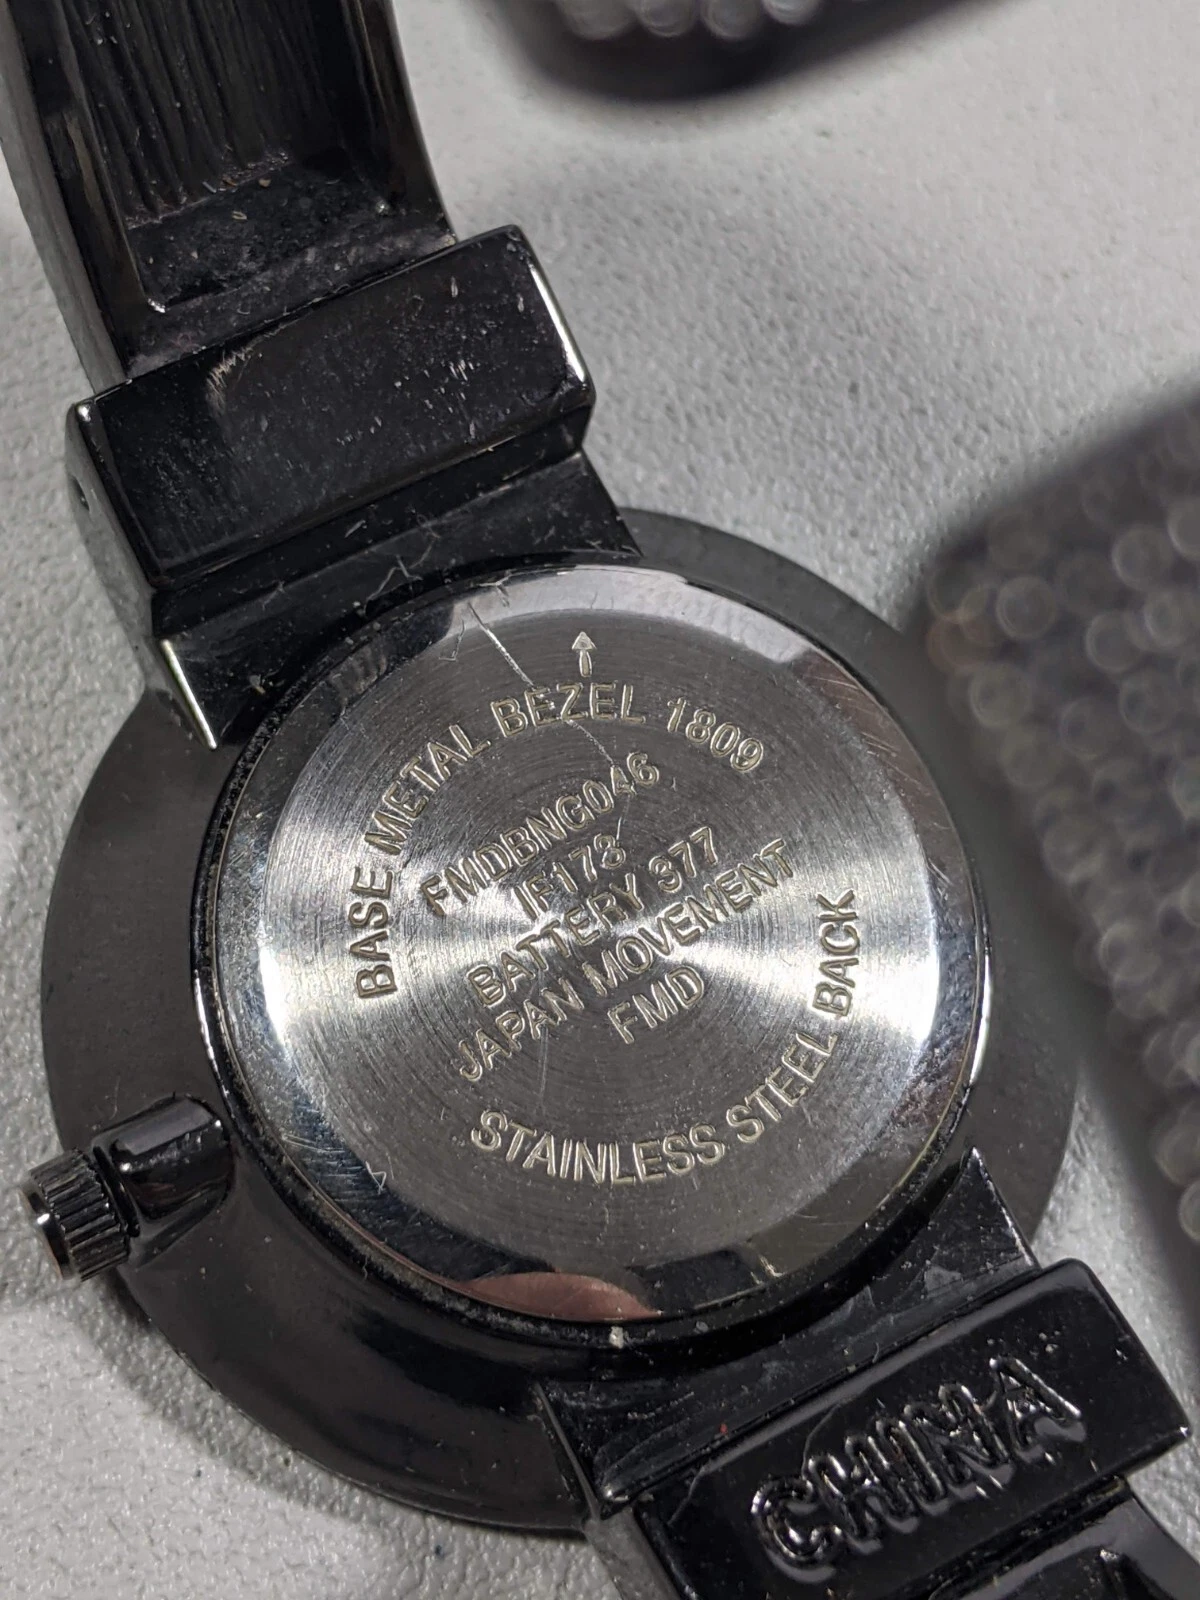 BASE METAL BEZEL 1809
FMDBNG046
IF173
BATTERY 377
JAPAN MOVEMENT
FMD
STAINLESS STEEL BACK
CHINA